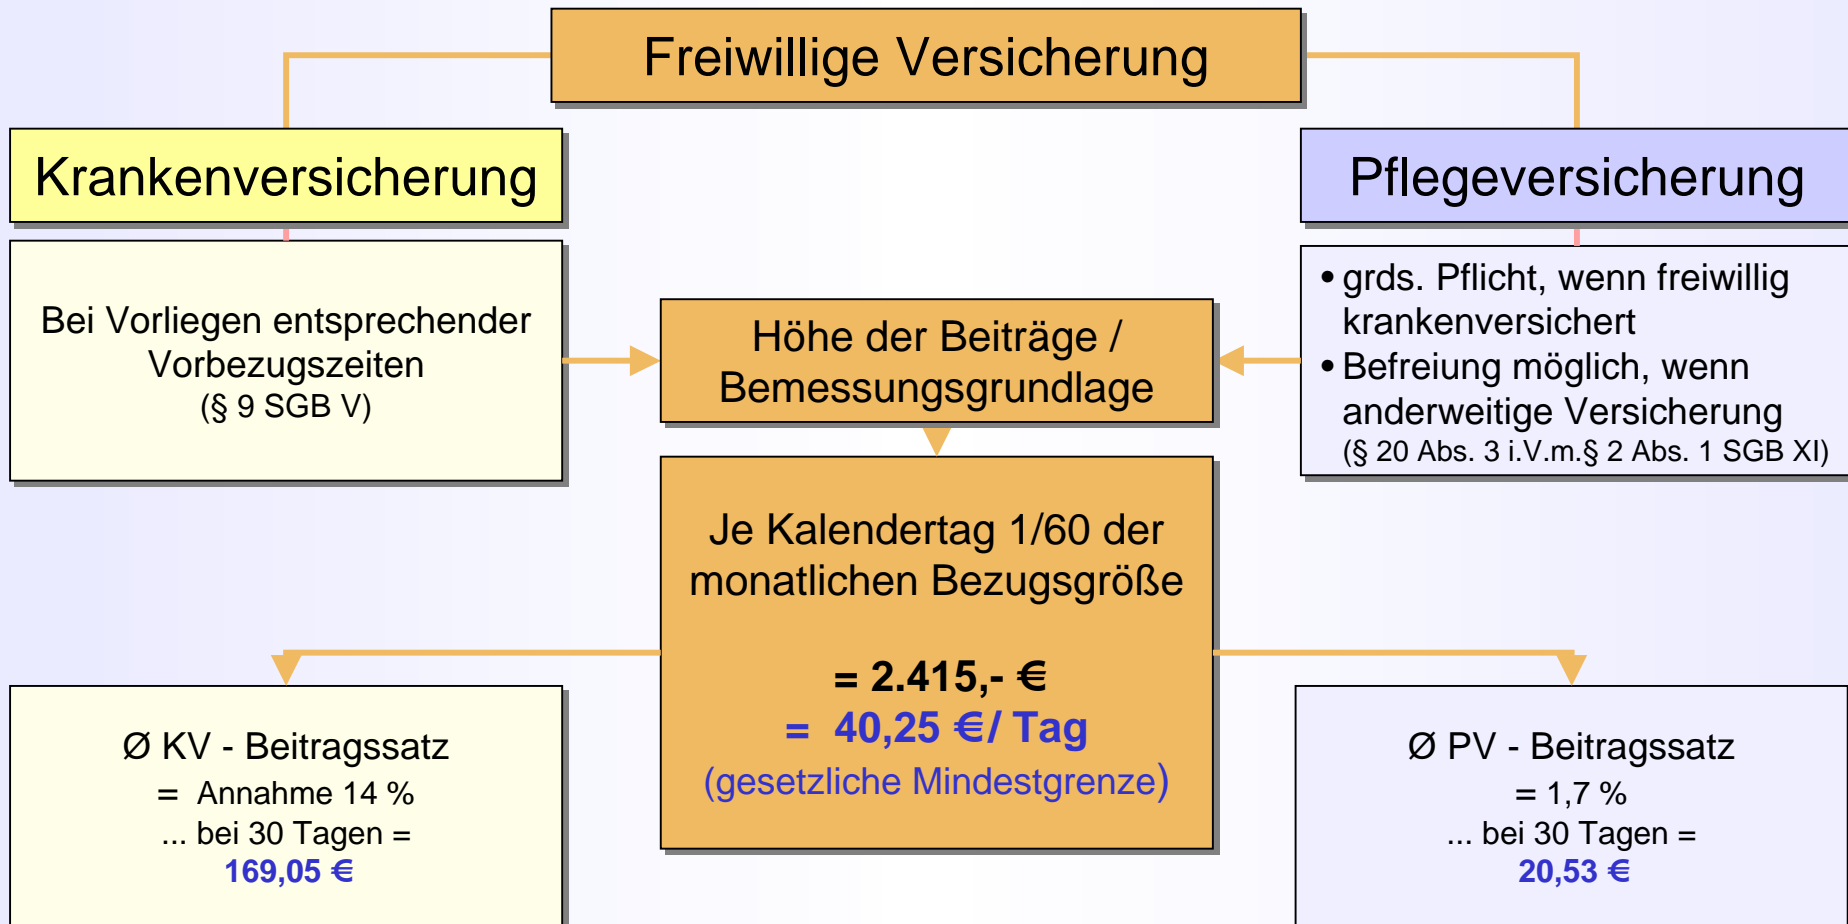 Freiwillige Versicherung
Krankenversicherung
Pflegeversicherung
Bei Vorliegen entsprechender
Vorbezugszeiten
(§ 9 SGB V)
Höhe der Beiträge /
Bemessungsgrundlage
• grds. Pflicht, wenn freiwillig
krankenversichert
• Befreiung möglich, wenn
anderweitige Versicherung
(§ 20 Abs. 3 i.V.m.§ 2 Abs. 1 SGB XI)
Je Kalendertag 1/60 der
monatlichen Bezugsgröße
= 2.415,- €
= 40,25 €/ Tag
(gesetzliche Mindestgrenze)
Ø KV - Beitragssatz
= Annahme 14 %
... bei 30 Tagen =
169,05 €
Ø PV - Beitragssatz
= 1,7 %
... bei 30 Tagen =
20,53 €